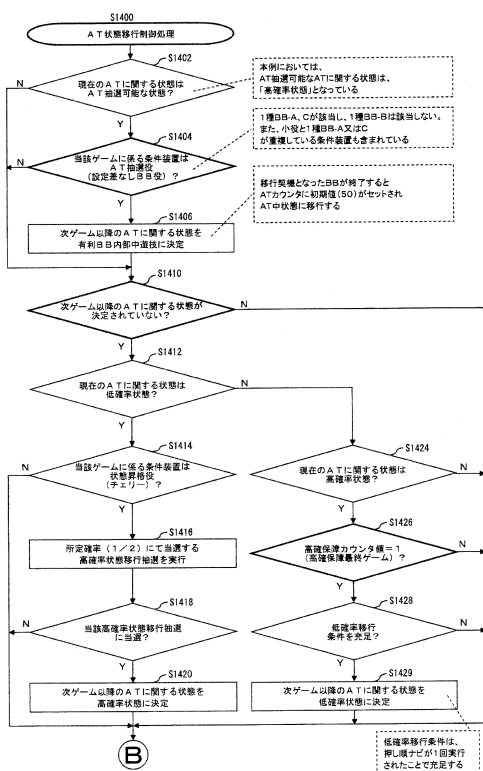 S1400
AT状態移行制御処理
S1402
現在のATに関する状態は
AT抽選可能な状態?
N
Y
本例においては、
AT抽選可能なATに関する状態は、
「高確率状態」となっている
S1404
当該ゲームに係る条件装置は
AT抽選役
(設定差なしBB役)?
N
Y
1種BB-A、Cが該当し、1種BB-Bは該当しない。
また、小役と1種BB-A又はC
が重複している条件装置も含まれている
S1406
次ゲーム以降のATに関する状態を
有利BB内部中遊技に決定
移行契機となったBBが終了すると
ATカウンタに初期値(50)がセットされ
AT中状態に移行する
S1410
次ゲーム以降のATに関する状態が
決定されていない?
N
Y
S1412
現在のATに関する状態は
低確率状態?
N
Y
S1414
当該ゲームに係る条件装置は
状態昇格役
(チェリー)?
N
Y
S1424
現在のATに関する状態は
高確率状態?
N
Y
S1416
所定確率(1/2)にて当選する
高確率状態移行抽選を実行
S1426
高確保障カウンタ値=1
(高確保障最終ゲーム)?
N
Y
S1418
当該高確率状態移行抽選
に当選?
N
Y
S1428
低確率移行
条件を充足?
N
Y
S1420
次ゲーム以降のATに関する状態を
高確率状態に決定
S1429
次ゲーム以降のATに関する状態を
低確率状態に決定
B
低確率移行条件は、
押し順ナビが1回実行
されたことで充足する